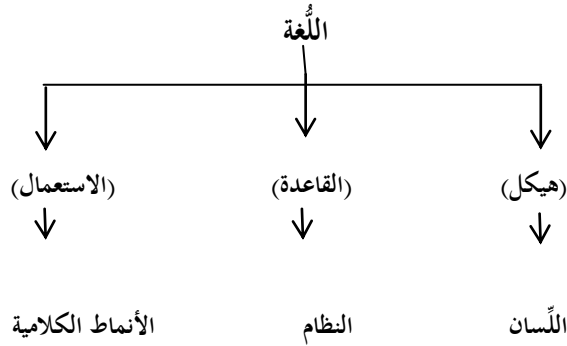 اللُّغة
(هيكل) (القاعدة) (الاستعمال)
اللِّسان النظام الأنماط الكلامية